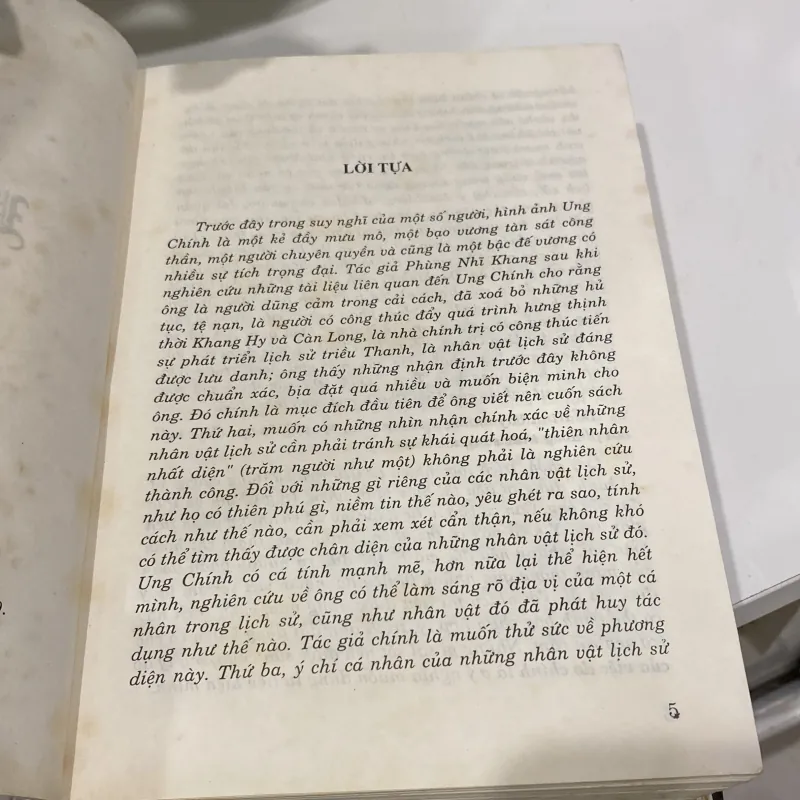 LỜI TỰA
Trước đây trong suy nghĩ của một số người, hình ảnh Ung
Chính là một kẻ đầy mưu mô, một bạo vương tàn sát công
thần, một người chuyên quyền và cũng là một bậc đế vương có
nhiều sự tích trọng đại. Tác giả Phùng Nhĩ Khang sau khi
nghiên cứu những tài liệu liên quan đến Ung Chính cho rằng
ông là người dũng cảm trong cải cách, đã xoá bỏ những hủ
tục, tệ nạn, là người có công thúc đẩy quá trình hưng thịnh
thời Khang Hy và Càn Long, là nhà chính trị có công thúc tiến
sự phát triển lịch sử triều Thanh, là nhân vật lịch sử đáng
được lưu danh; ông thấy những nhận định trước đây không
được chuẩn xác, bịa đặt quá nhiều và muốn biện minh cho
ông. Đó chính là mục đích đầu tiên để ông viết nên cuốn sách
này. Thứ hai, muốn có những nhìn nhận chính xác về những
nhân vật lịch sử cần phải tránh sự khái quát hoá, "thiên nhân
nhất diện" (trăm người như một) không phải là nghiên cứu
thành công. Đối với những gì riêng của các nhân vật lịch sử,
như họ có thiên phú gì, niềm tin thế nào, yêu ghét ra sao, tính
cách như thế nào, cần phải xem xét cẩn thận, nếu không khó
có thể tìm thấy được chân diện của những nhân vật lịch sử đó.
Ung Chính có cá tính mạnh mẽ, hơn nữa lại thể hiện hết
mình, nghiên cứu về ông có thể làm sáng rõ địa vị của một cá
nhân trong lịch sử, cũng như nhân vật đó đã phát huy tác
dụng như thế nào. Tác giả chính là muốn thử sức về phương
diện này. Thứ ba, ý chí cá nhân của những nhân vật lịch sử
5